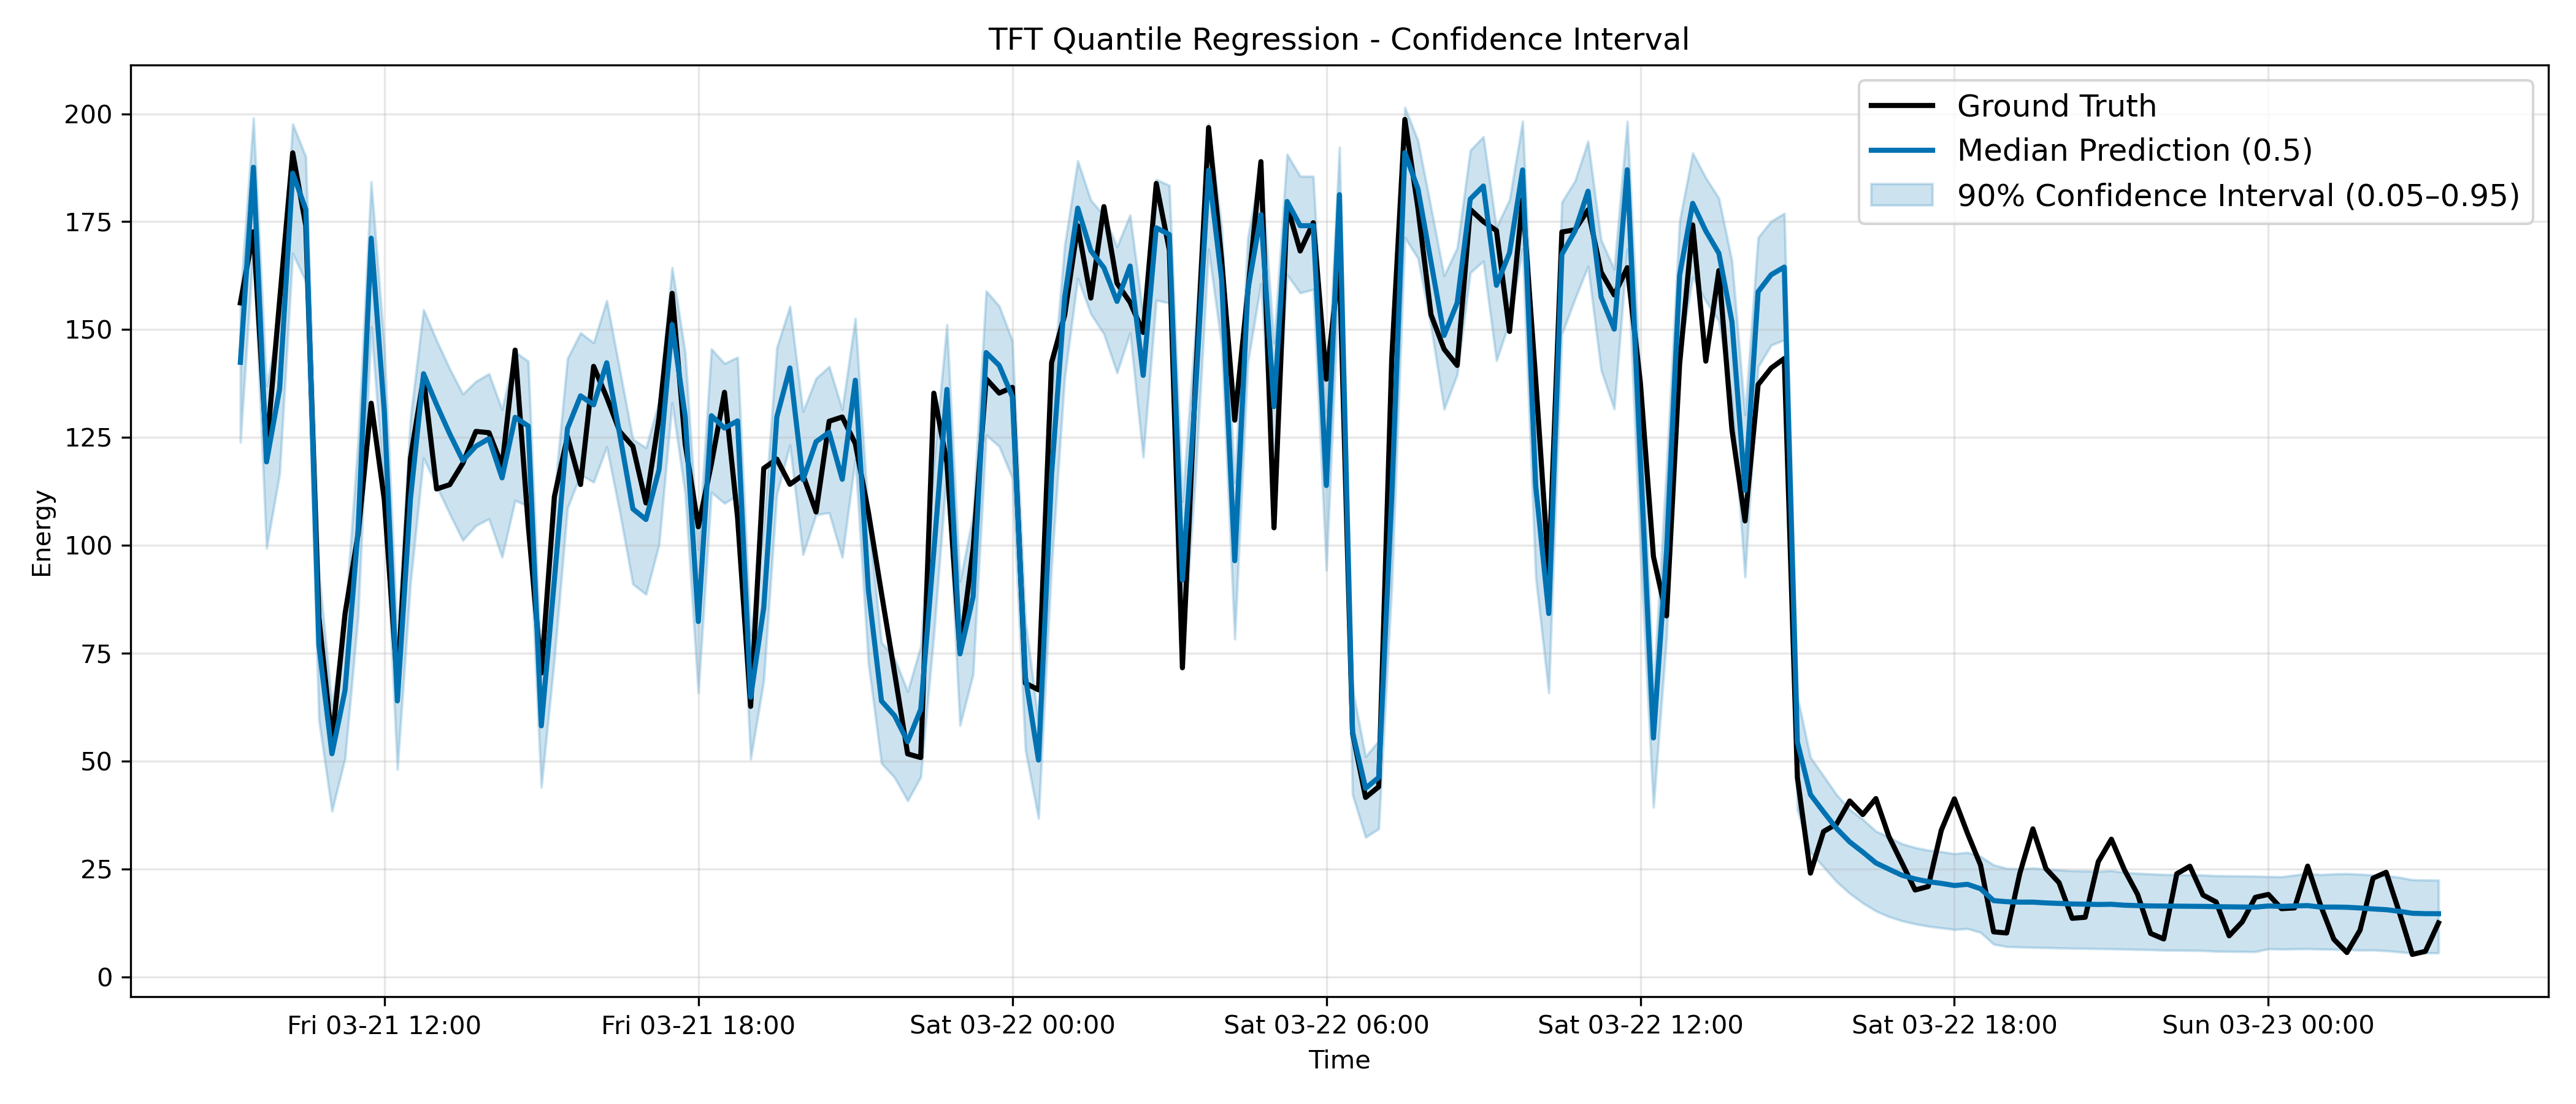 TFT Quantile Regression - Confidence Interval
Ground Truth
Median Prediction (0.5)
90% Confidence Interval (0.05–0.95)
Energy
200
175
150
125
100
75
50
25
0
Fri 03-21 12:00
Fri 03-21 18:00
Sat 03-22 00:00
Sat 03-22 06:00
Sat 03-22 12:00
Sat 03-22 18:00
Sun 03-23 00:00
Time